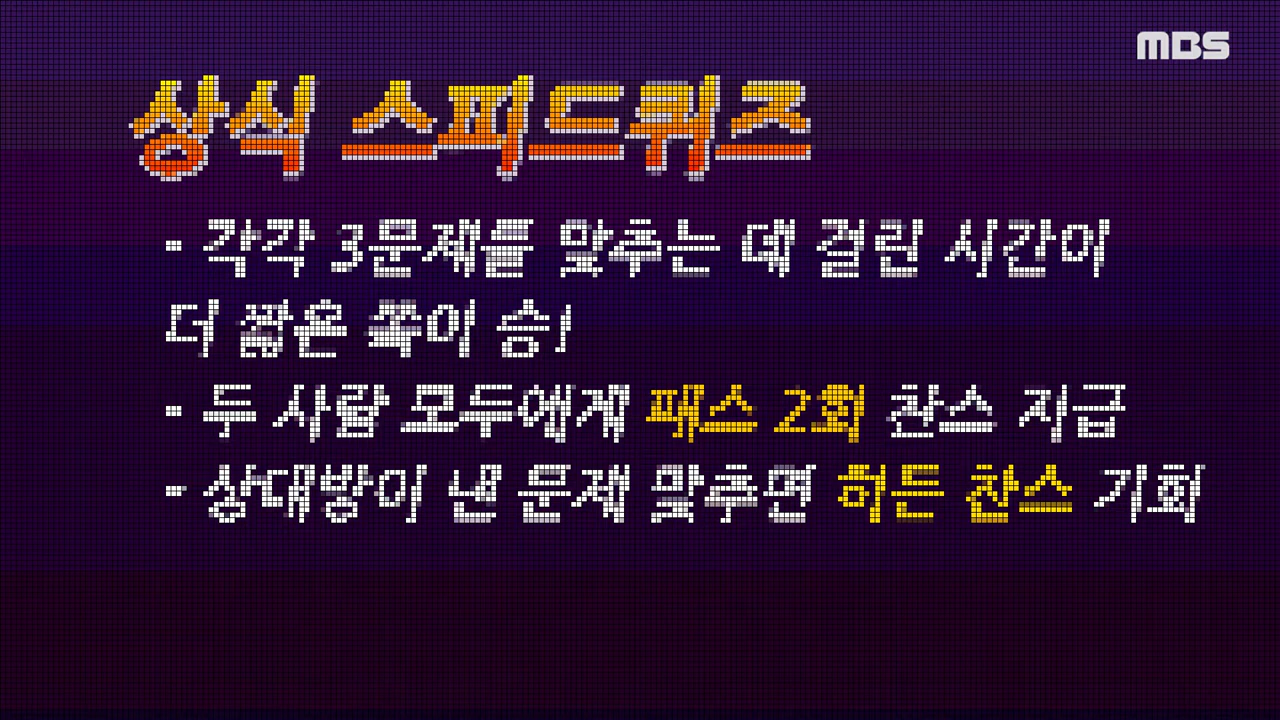 MBS
상식 스피드퀴즈
- 각각 3문제를 맞추는 데 걸린 시간이
더 짧은 쪽이 승!
- 두 사람 모두에게 패스 2회 찬스 지급
- 상대방이 낸 문제 맞추면 히든 찬스 기회